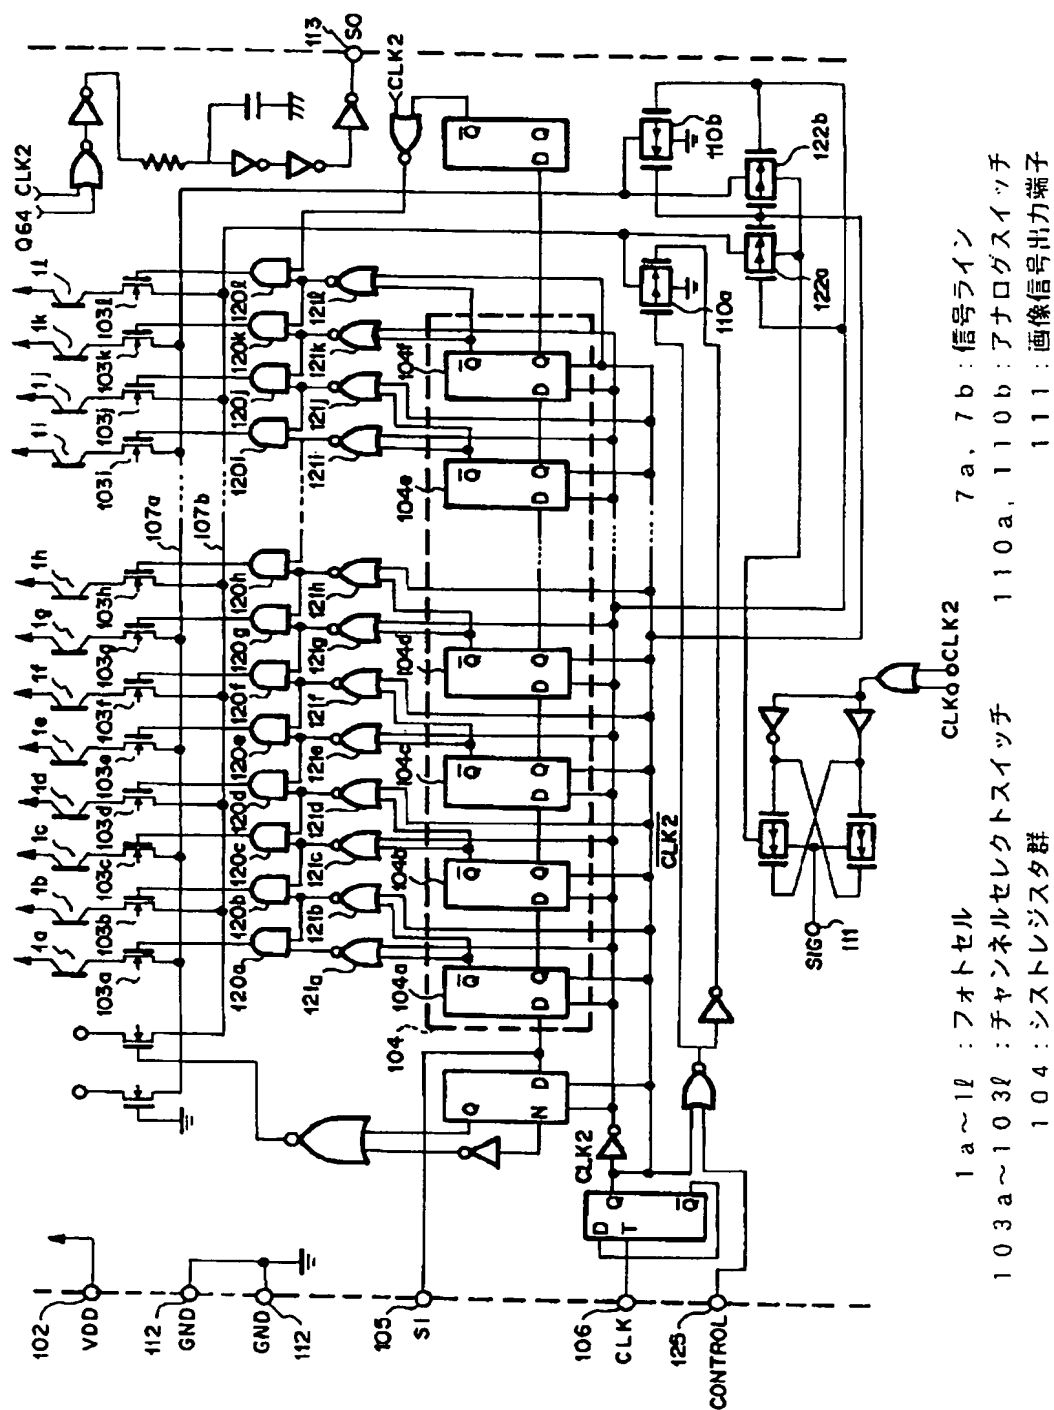 102
VDD
112
GND
GND
112
105
SI
106
CLK
125
CONTROL
1a
1b
1c
1d
1e
1f
1g
1h
1i
1j
1k
1ℓ
103a
103b
103c
103d
103e
103f
103g
103h
103i
103j
103k
103ℓ
107a
107b
120a
120b
120c
120d
120e
120f
120g
120h
120i
120j
120k
120ℓ
121a
121b
121c
121d
121e
121f
121g
121h
121i
121j
121k
121ℓ
104
104a
104b
104c
104d
104e
104f
Q
N
D
Q̅
D
Q
Q̅
D
Q
Q̅
D
Q
Q̅
D
Q
Q̅
D
Q
Q̅
D
Q
Q̅
D
Q
D
Q
T
Q̅
CLK2
C̅L̅K̅2̅
Q64
CLK2
113
SO
CLK2
110a
110b
122a
122b
SIG
111
CLK
CLK2
1a～1ℓ：フォトセル
7a，7b：信号ライン
103a～103ℓ：チャンネルセレクトスイッチ
110a，110b：アナログスイッチ
104：シストレジスタ群
111：画像信号出力端子